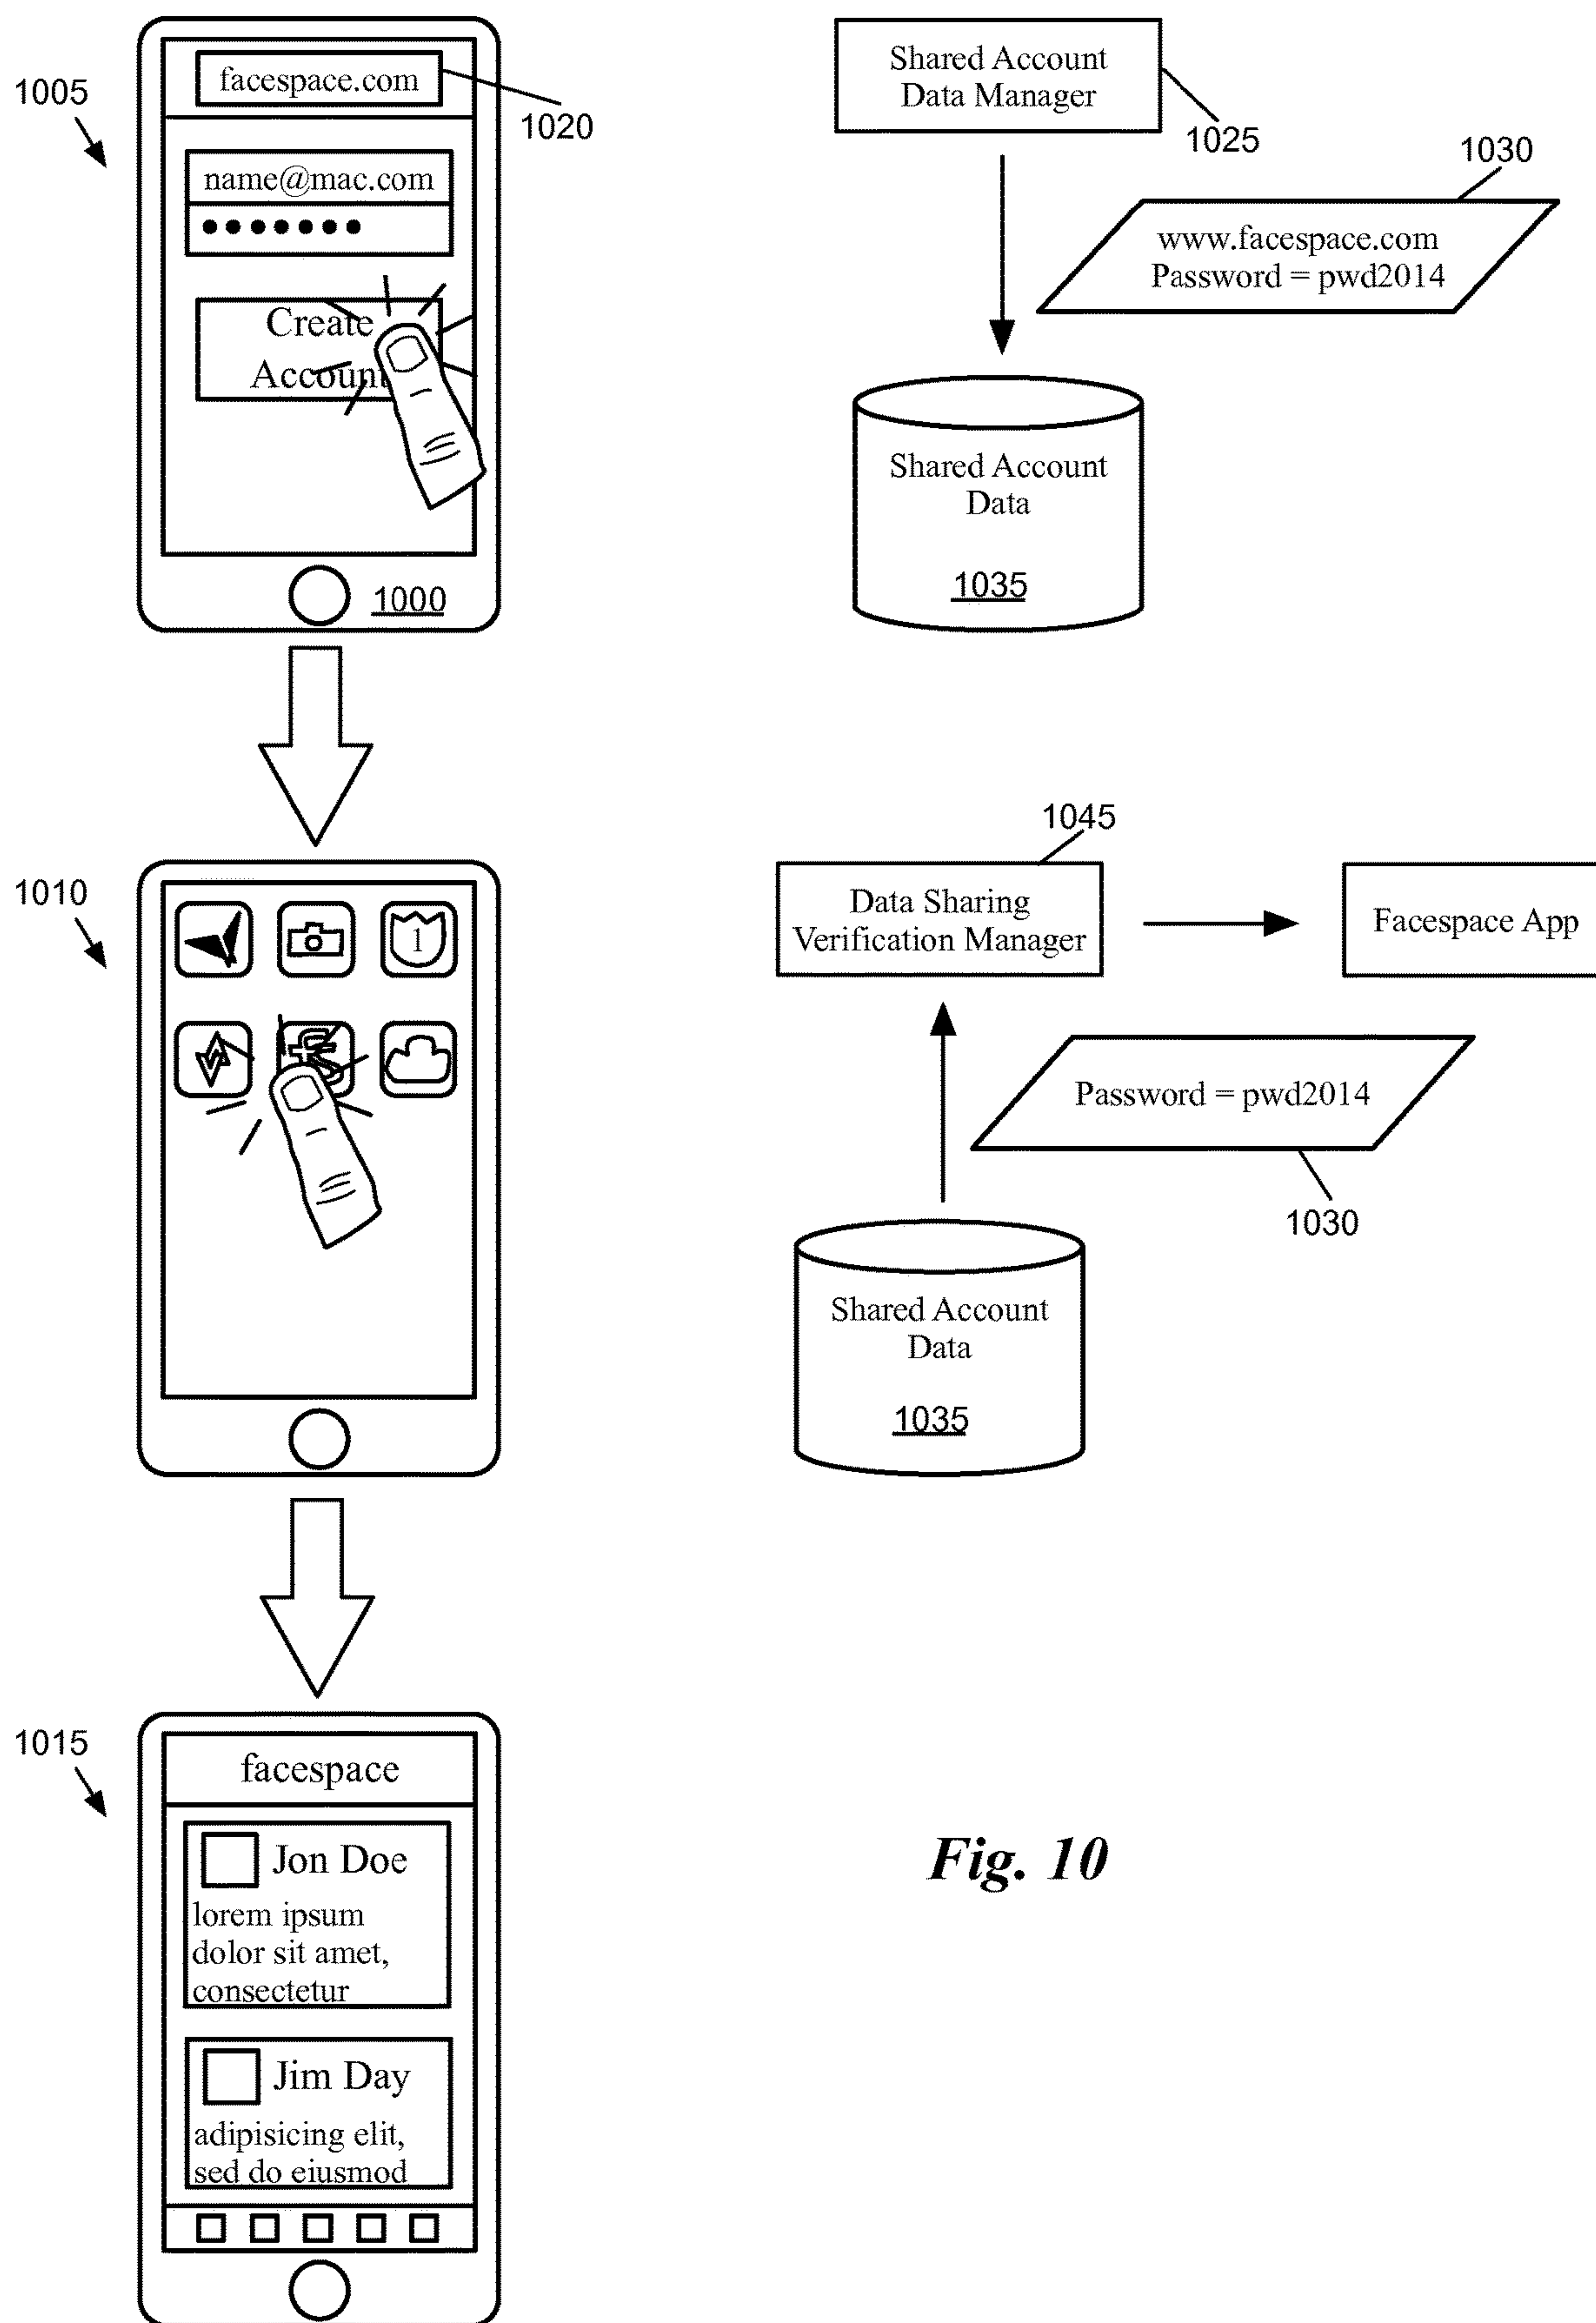 1005
facespace.com
1020
name@mac.com
Create
Account
1000
Shared Account
Data Manager
1025
1030
www.facespace.com
Password = pwd2014
Shared Account
Data
1035
1010
1
1045
Data Sharing
Verification Manager
Facespace App
Password = pwd2014
1030
Shared Account
Data
1035
1015
facespace
Jon Doe
lorem ipsum
dolor sit amet,
consectetur
Jim Day
adipisicing elit,
sed do eiusmod
Fig. 10